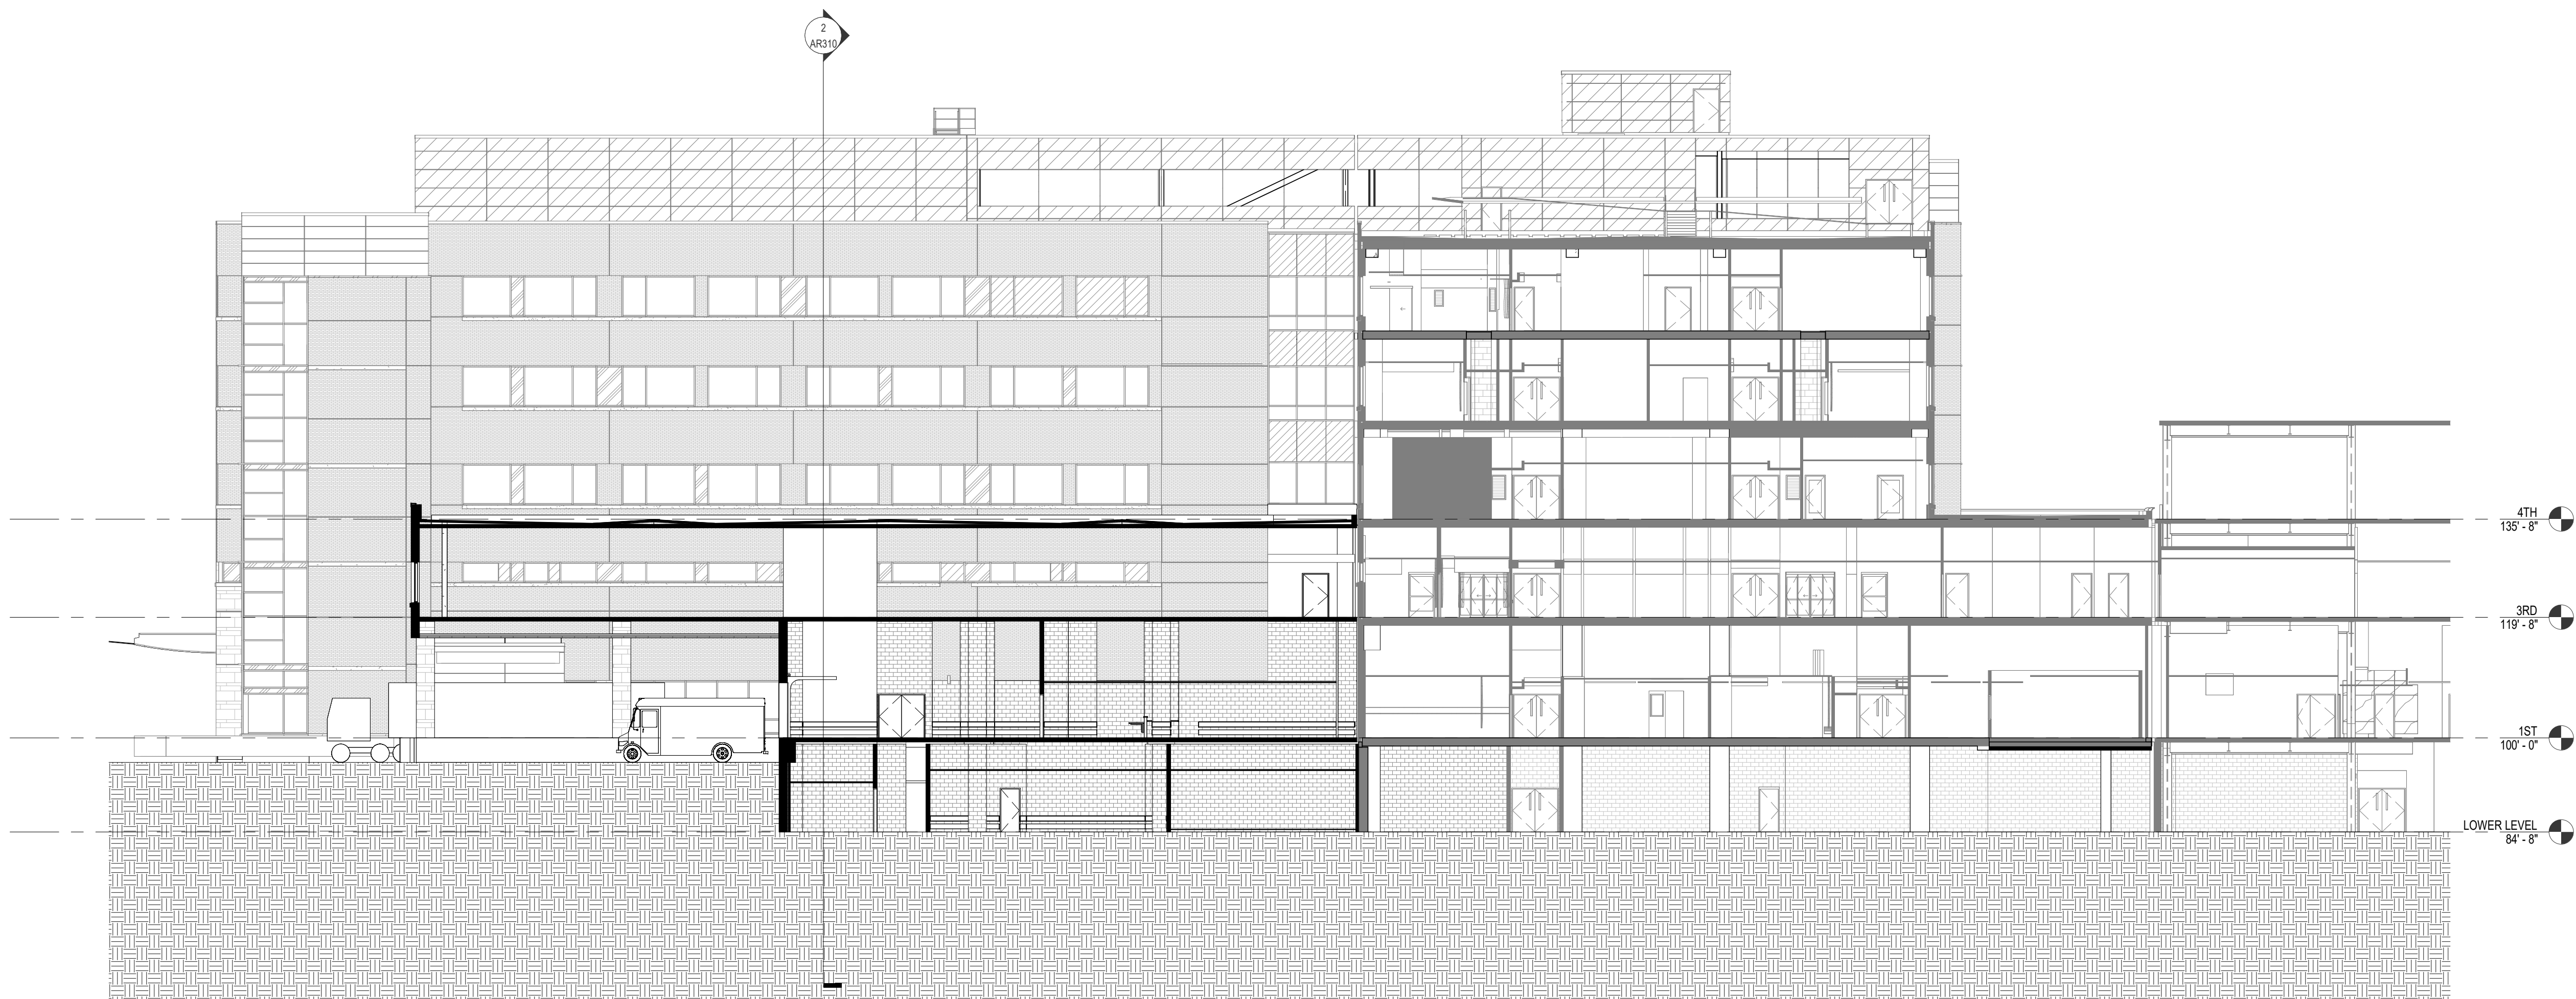 2
AR310
4TH
135' - 8"
3RD
119' - 8"
1ST
100' - 0"
LOWER LEVEL
84' - 8"